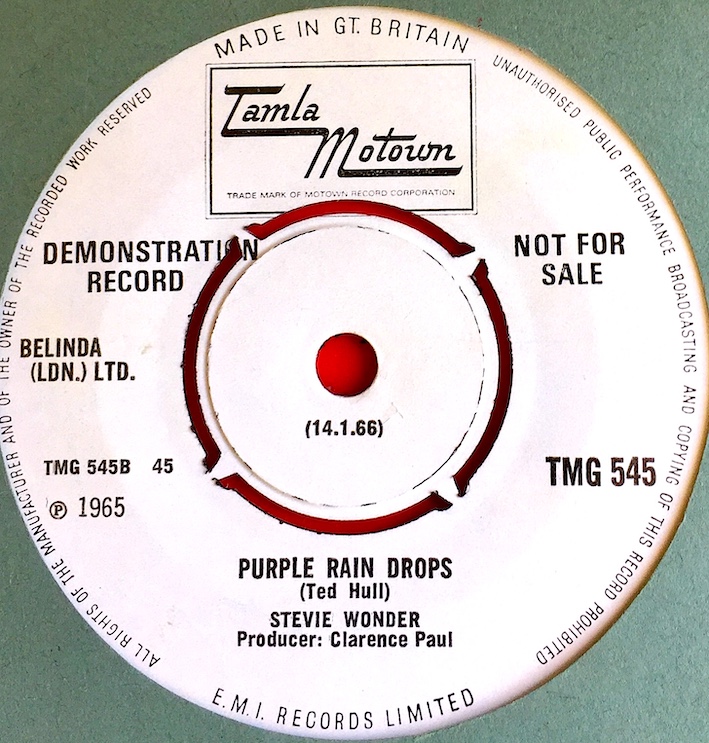 MADE IN GT. BRITAIN
Tamla
Motown
TRADE MARK OF MOTOWN RECORD CORPORATION
DEMONSTRATION
RECORD
NOT FOR
SALE
BELINDA
(LDN.) LTD.
(14.1.66)
TMG 545B 45
TMG 545
Ⓟ 1965
PURPLE RAIN DROPS
(Ted Hull)
STEVIE WONDER
Producer: Clarence Paul
E.M.I. RECORDS LIMITED
ALL RIGHTS OF THE MANUFACTURER AND OF THE OWNER OF THE RECORDED WORK RESERVED
UNAUTHORISED PUBLIC PERFORMANCE BROADCASTING AND COPYING OF THIS RECORD PROHIBITED